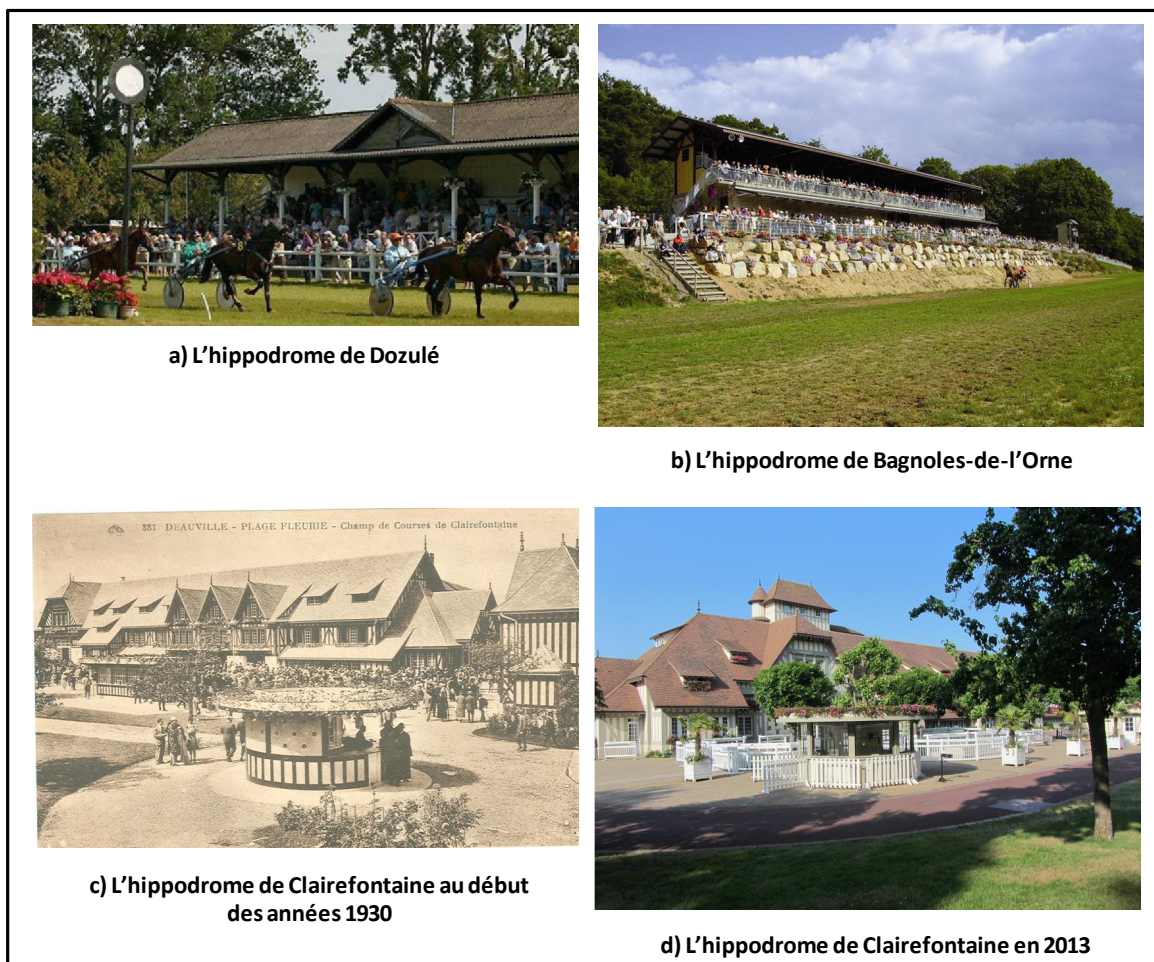 a) L'hippodrome de Dozulé
b) L'hippodrome de Bagnoles-de-l'Orne
381 DEAUVILLE - PLAGE FLEURIE - Champ de Courses de Clairefontaine
c) L'hippodrome de Clairefontaine au début
des années 1930
d) L'hippodrome de Clairefontaine en 2013